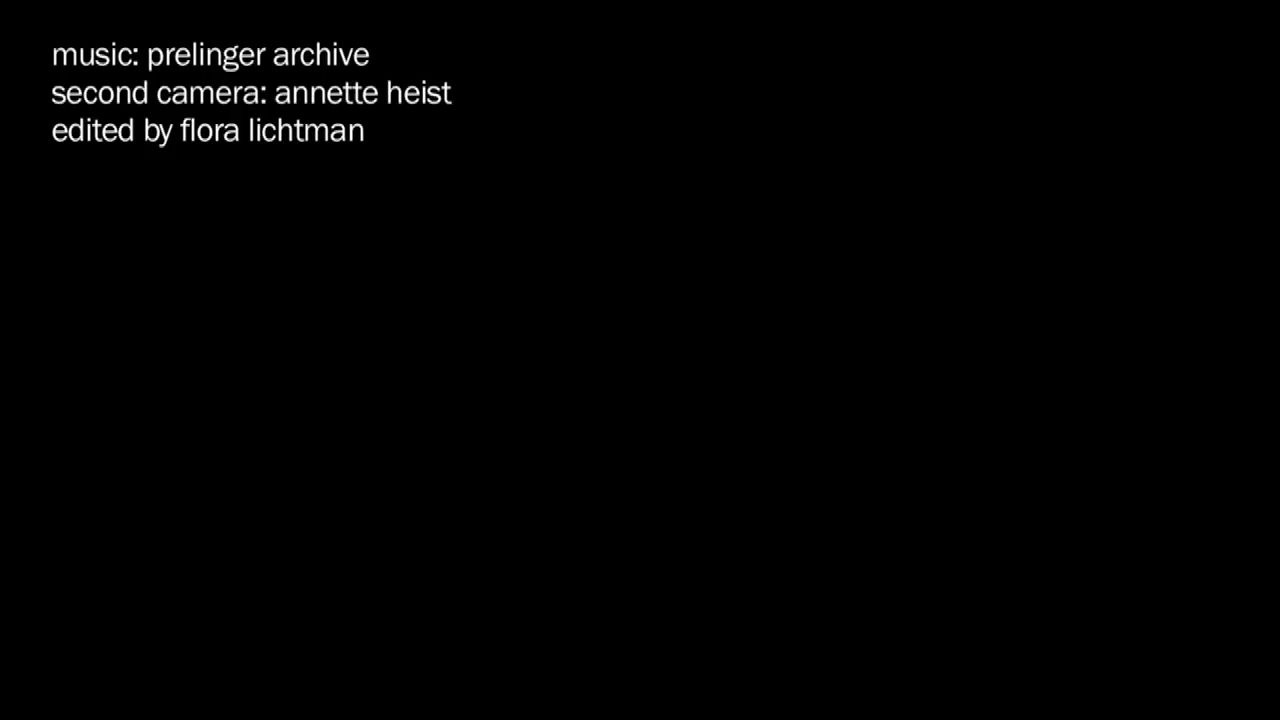 music: prelinger archive
second camera: annette heist
edited by flora lichtman